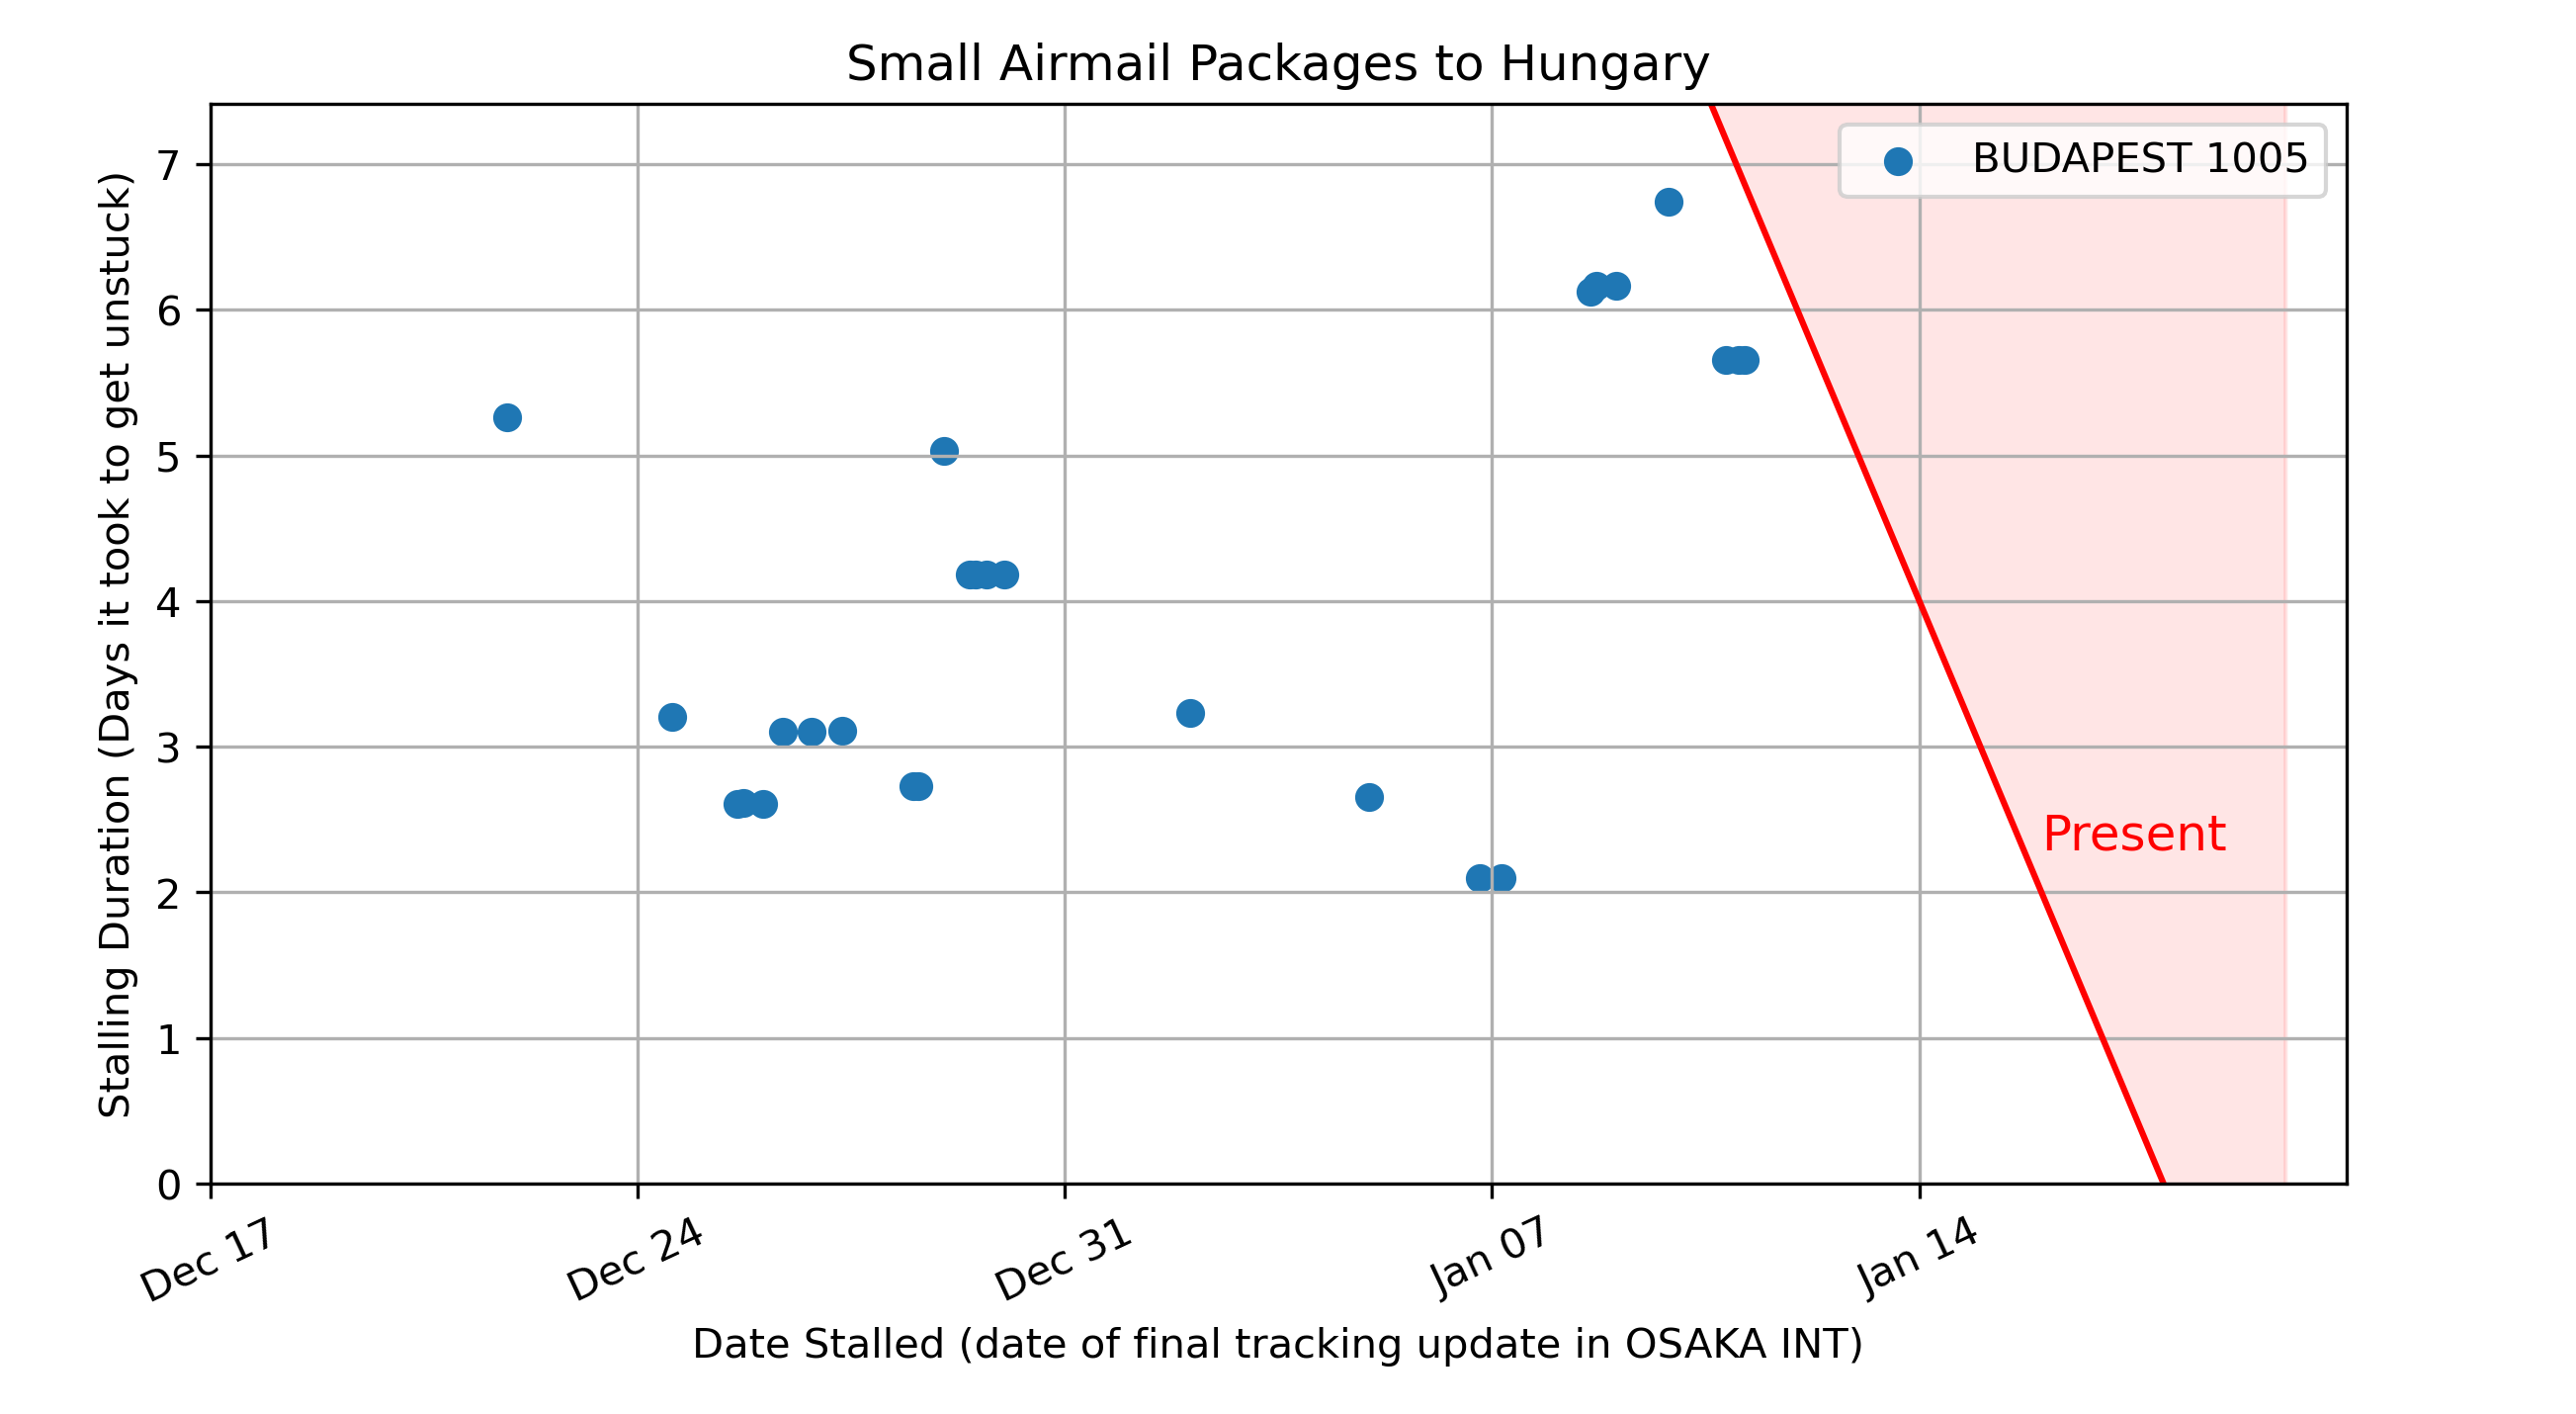 Small Airmail Packages to Hungary
Stalling Duration (Days it took to get unstuck)
7
6
5
4
3
2
1
0
BUDAPEST 1005
Present
Dec 17
Dec 24
Dec 31
Jan 07
Jan 14
Date Stalled (date of final tracking update in OSAKA INT)